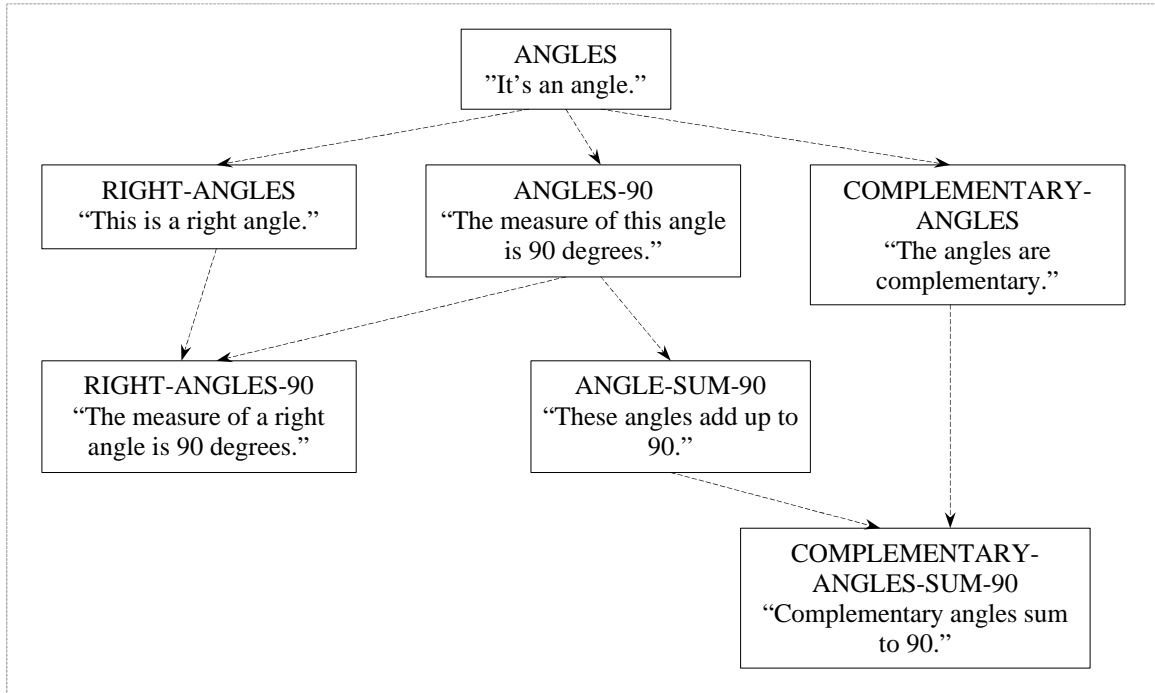 ANGLES
”It’s an angle.”
RIGHT-ANGLES
“This is a right angle.”
ANGLES-90
“The measure of this angle
is 90 degrees.”
COMPLEMENTARY-
ANGLES
“The angles are
complementary.”
RIGHT-ANGLES-90
“The measure of a right
angle is 90 degrees.”
ANGLE-SUM-90
“These angles add up to
90.”
COMPLEMENTARY-
ANGLES-SUM-90
“Complementary angles sum
to 90.”